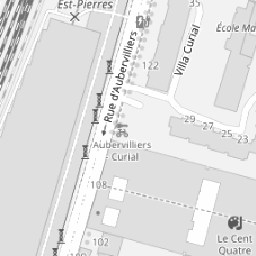 Est-Pierres
École Ma
Villa Curial
Rue d'Aubervilliers
122
29
27
25
23
Aubervilliers
Curial
108
102
Le Cent
Quatre